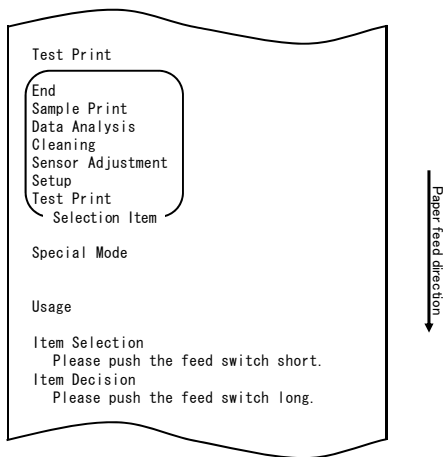 Test Print
End
Sample Print
Data Analysis
Cleaning
Sensor Adjustment
Setup
Test Print
Selection Item
Special Mode
Usage
Item Selection
Please push the feed switch short.
Item Decision
Please push the feed switch long.
Paper feed direction